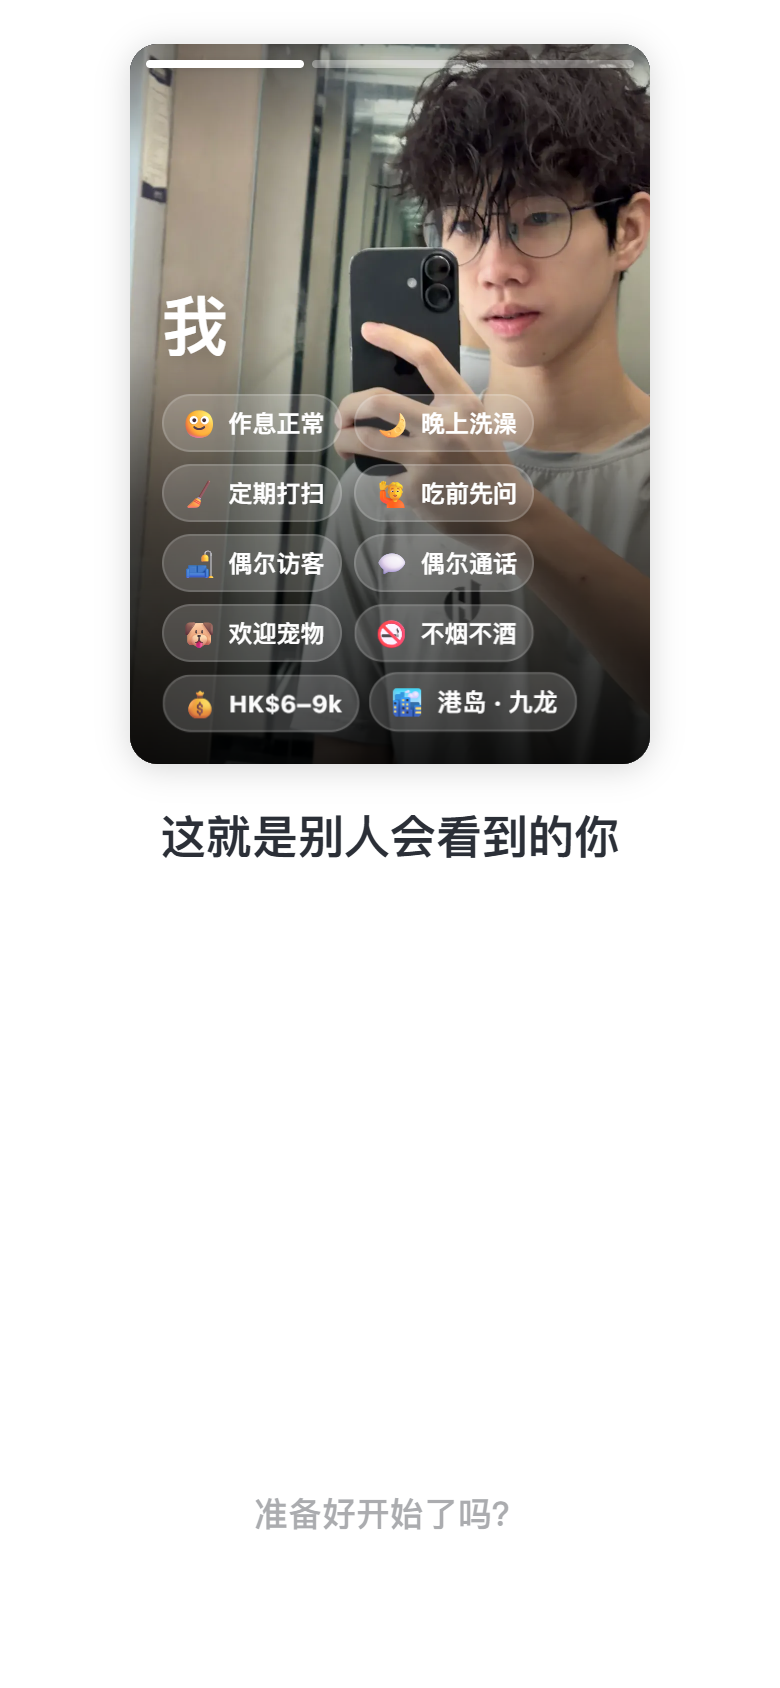 我
作息正常
晚上洗澡
定期打扫
吃前先问
偶尔访客
偶尔通话
欢迎宠物
不烟不酒
HK$6–9k
港岛 · 九龙
这就是别人会看到的你
准备好开始了吗?